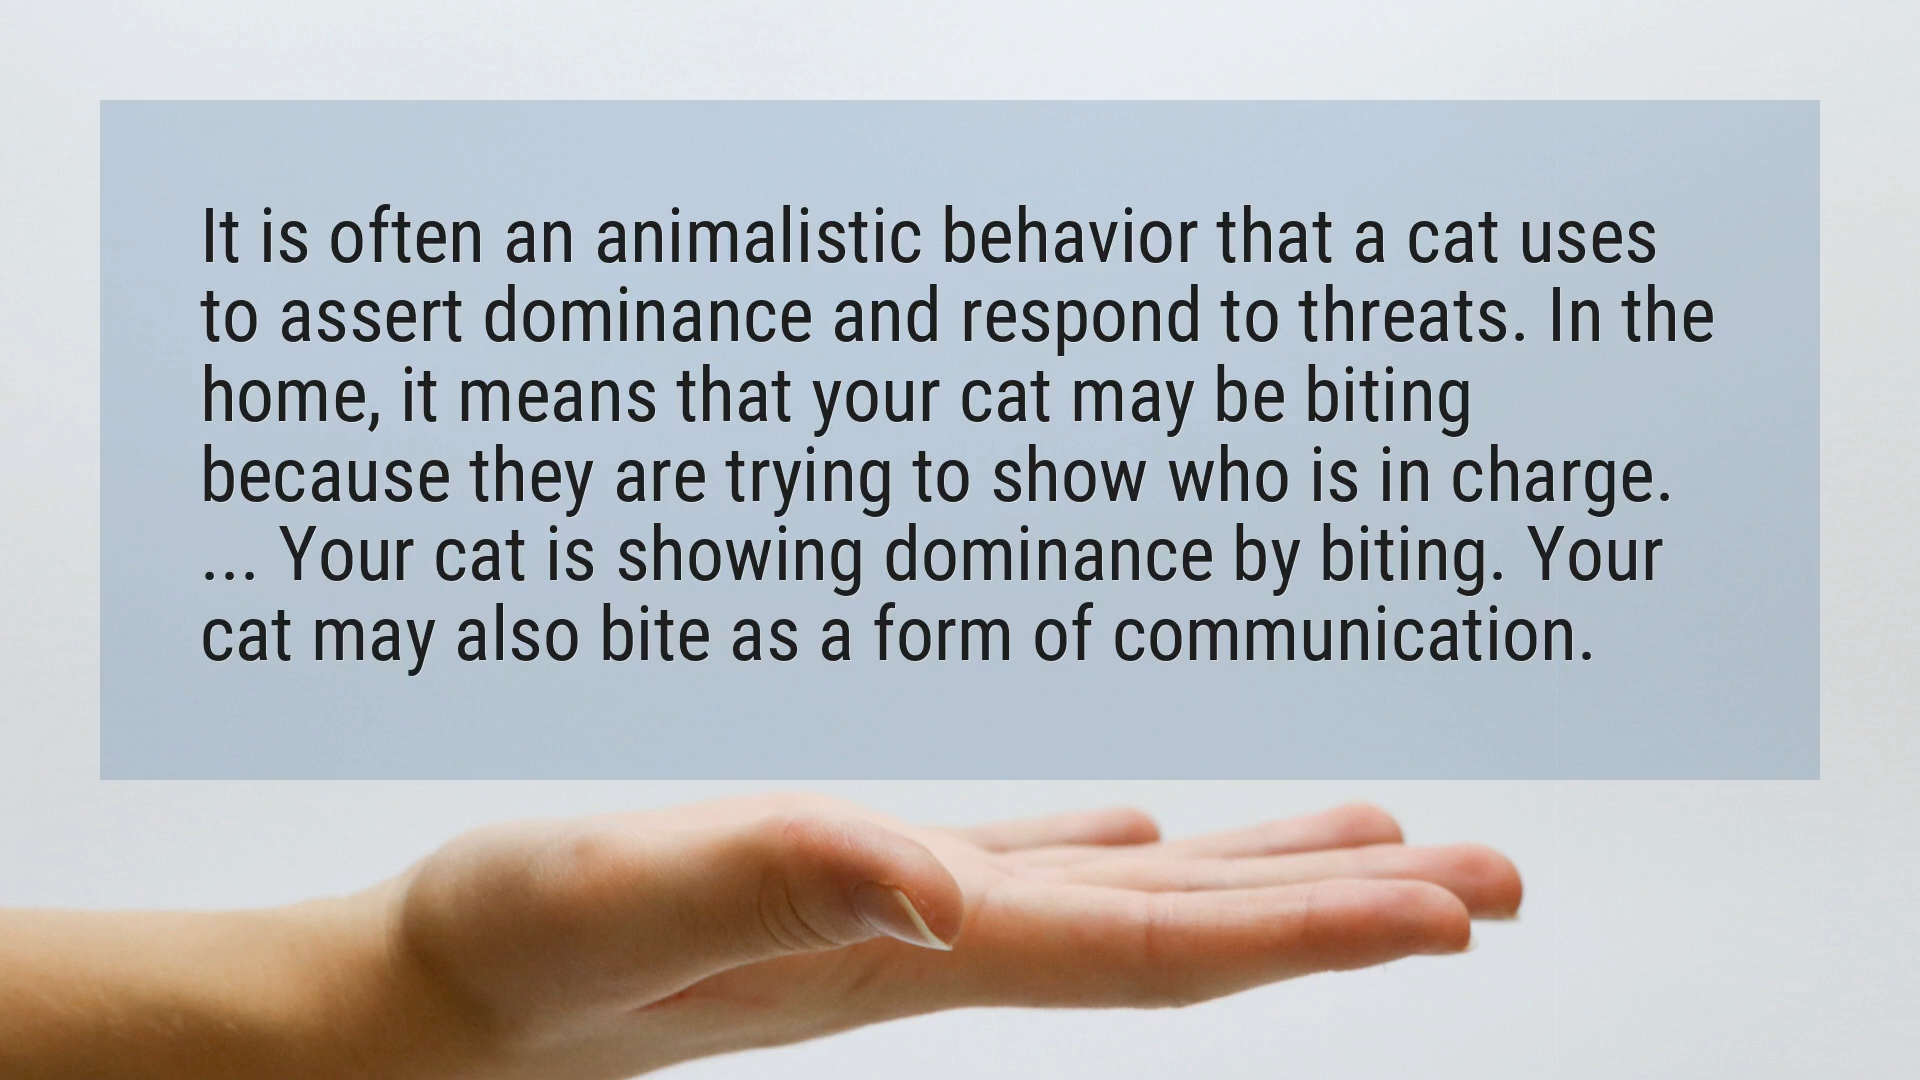 It is often an animalistic behavior that a cat uses
to assert dominance and respond to threats. In the
home, it means that your cat may be biting
because they are trying to show who is in charge.
... Your cat is showing dominance by biting. Your
cat may also bite as a form of communication.